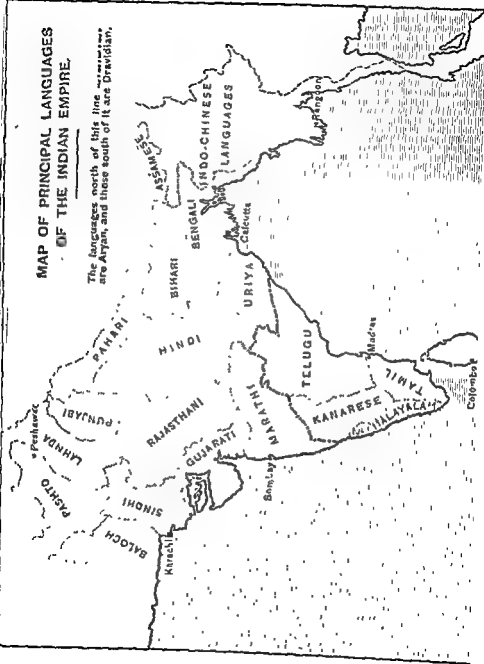 MAP OF PRINCIPAL LANGUAGES
OF THE INDIAN EMPIRE.
The languages north of this line
are Aryan, and those south of it are Dravidian.
Peshawar
LAHNDA
PUNJABI
PASHTO
PAHARI
BALOCH
SINDHI
Karachi
RAJASTHANI
HINDI
BIHARI
BENGALI
ASSAMESE
INDO-CHINESE
LANGUAGES
GUJARATI
URIYA
Calcutta
Rangoon
Bombay
MARATHI
TELUGU
KANARESE
Madras
TAMIL
Colombo